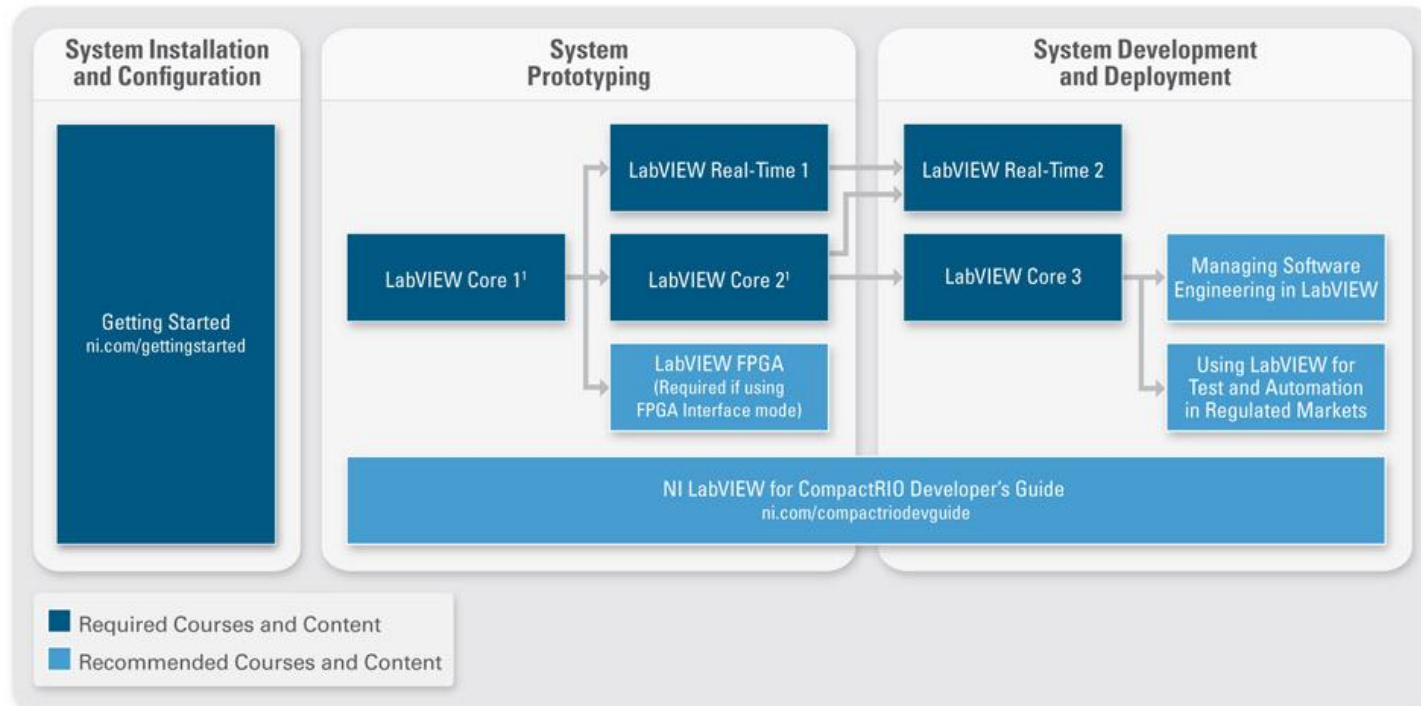 System Installation
and Configuration
Getting Started
ni.com/gettingstarted
System
Prototyping
LabVIEW Core 1¹
LabVIEW Real-Time 1
LabVIEW Core 2¹
LabVIEW FPGA
(Required if using
FPGA Interface mode)
System Development
and Deployment
LabVIEW Real-Time 2
LabVIEW Core 3
Managing Software
Engineering in LabVIEW
Using LabVIEW for
Test and Automation
in Regulated Markets
NI LabVIEW for CompactRIO Developer's Guide
ni.com/compactriodevguide
Required Courses and Content
Recommended Courses and Content